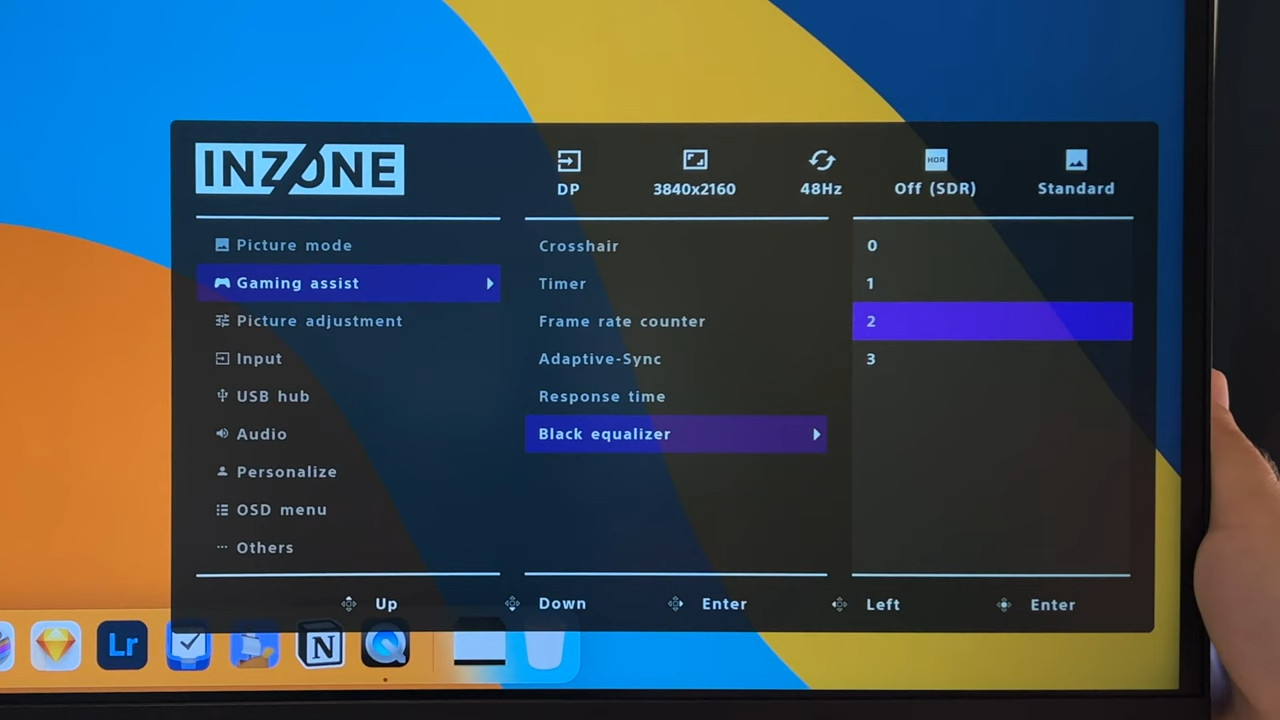 INZONE
DP
3840x2160
48Hz
HDR
Off (SDR)
Standard
Picture mode
Gaming assist
Picture adjustment
Input
USB hub
Audio
Personalize
OSD menu
Others
Crosshair
Timer
Frame rate counter
Adaptive-Sync
Response time
Black equalizer
0
1
2
3
Up
Down
Enter
Left
Enter
Lr
N